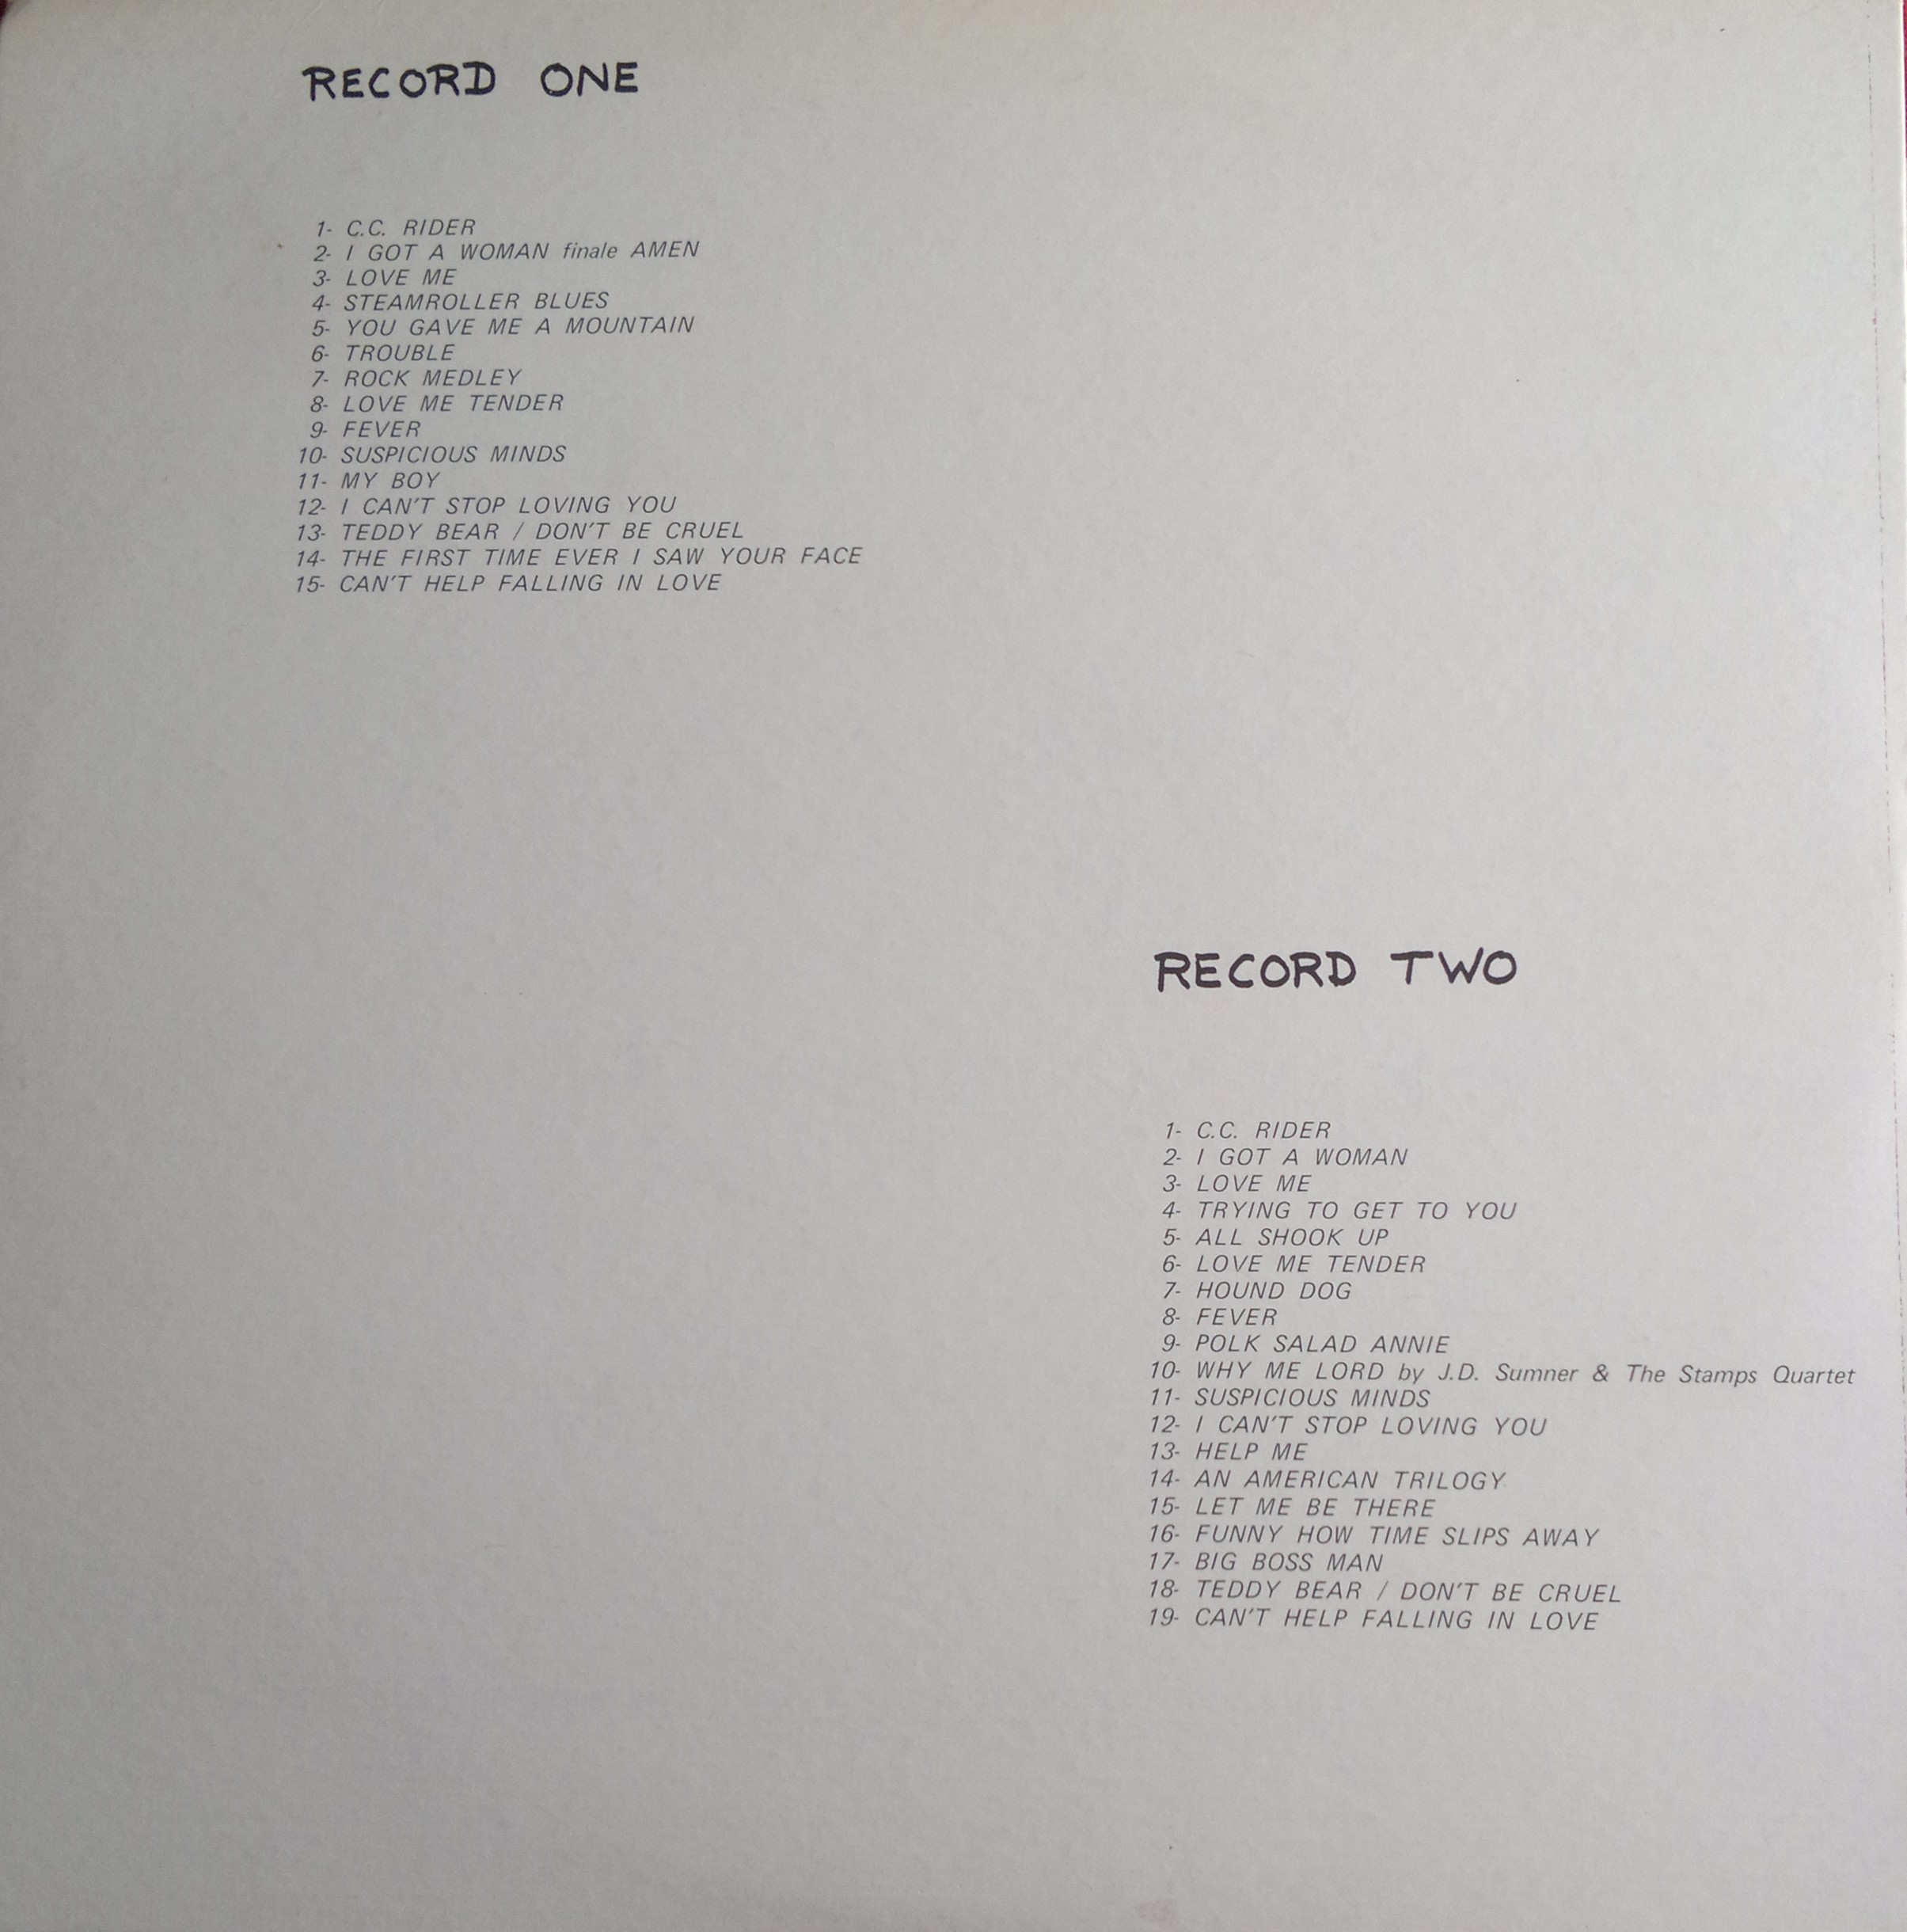 RECORD ONE
1- C.C. RIDER
2- I GOT A WOMAN finale AMEN
3- LOVE ME
4- STEAMROLLER BLUES
5- YOU GAVE ME A MOUNTAIN
6- TROUBLE
7- ROCK MEDLEY
8- LOVE ME TENDER
9- FEVER
10- SUSPICIOUS MINDS
11- MY BOY
12- I CAN'T STOP LOVING YOU
13- TEDDY BEAR / DON'T BE CRUEL
14- THE FIRST TIME EVER I SAW YOUR FACE
15- CAN'T HELP FALLING IN LOVE
RECORD TWO
1- C.C. RIDER
2- I GOT A WOMAN
3- LOVE ME
4- TRYING TO GET TO YOU
5- ALL SHOOK UP
6- LOVE ME TENDER
7- HOUND DOG
8- FEVER
9- POLK SALAD ANNIE
10- WHY ME LORD by J.D. Sumner & The Stamps Quartet
11- SUSPICIOUS MINDS
12- I CAN'T STOP LOVING YOU
13- HELP ME
14- AN AMERICAN TRILOGY
15- LET ME BE THERE
16- FUNNY HOW TIME SLIPS AWAY
17- BIG BOSS MAN
18- TEDDY BEAR / DON'T BE CRUEL
19- CAN'T HELP FALLING IN LOVE